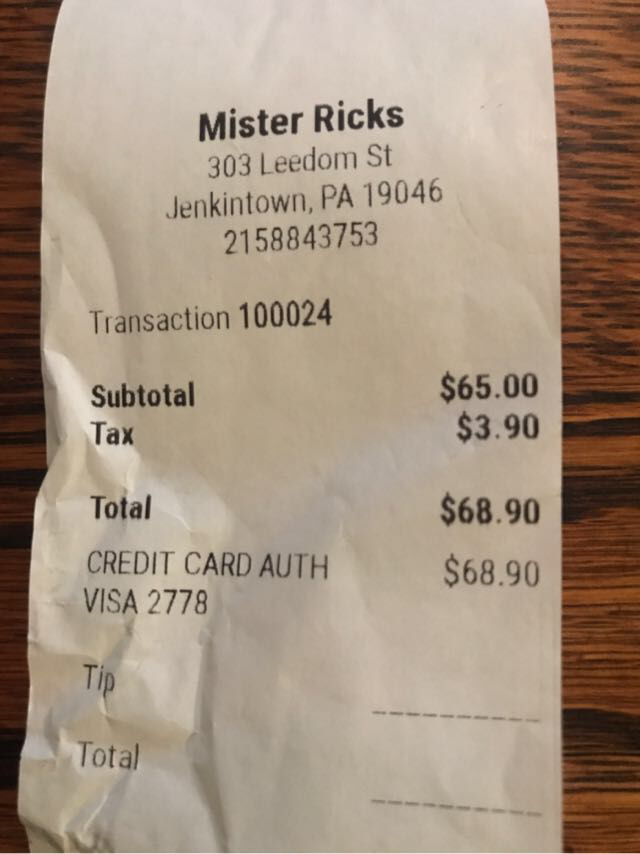 Mister Ricks
303 Leedom St
Jenkintown, PA 19046
2158843753
Transaction 100024
Subtotal $65.00
Tax $3.90
Total $68.90
CREDIT CARD AUTH $68.90
VISA 2778
Tip
Total